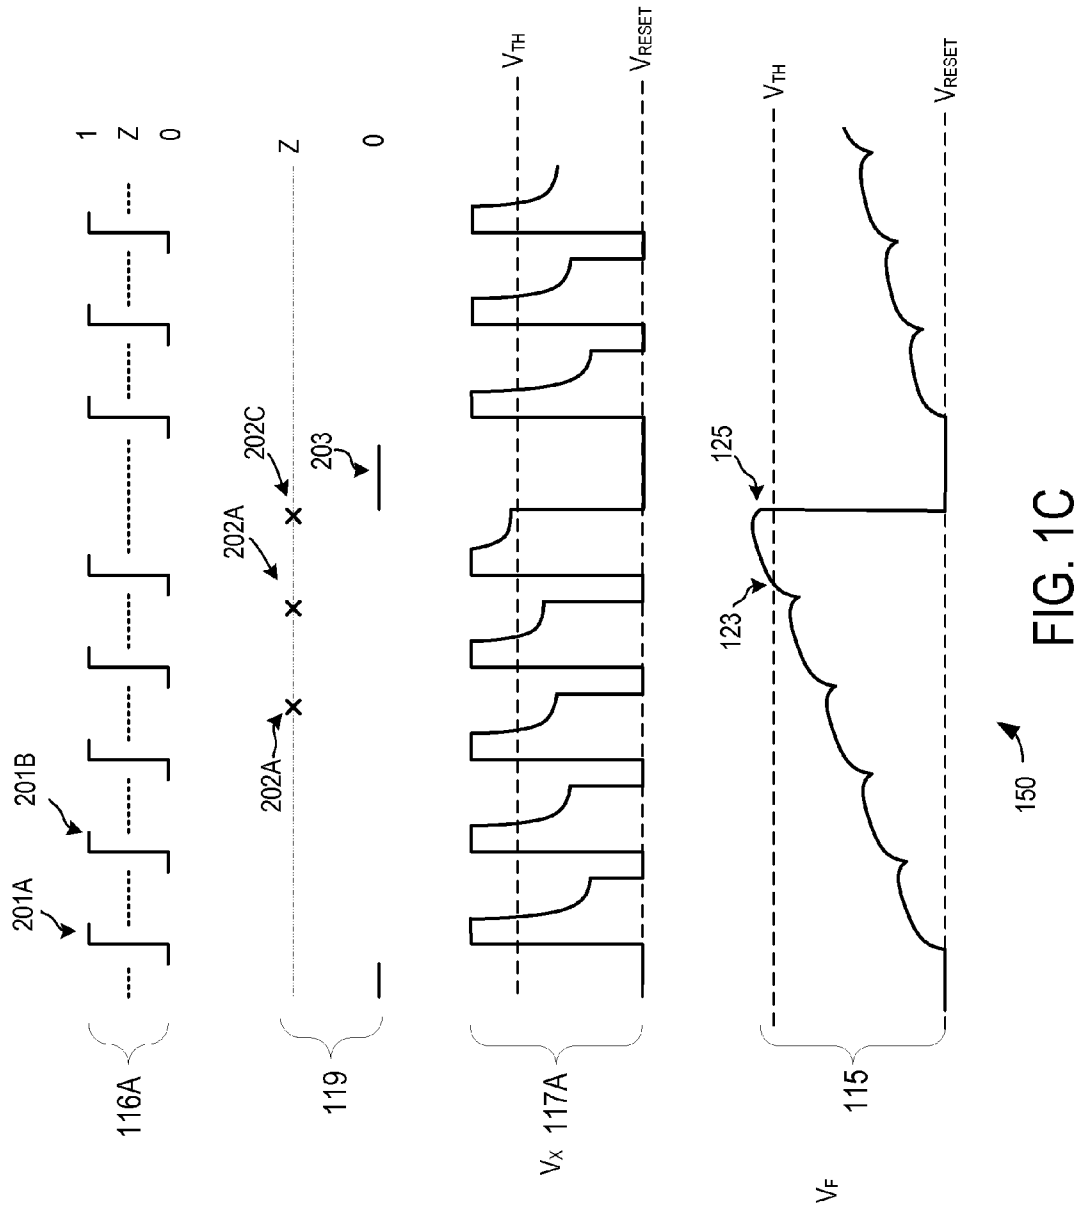 201A
201B
1
Z
0
116A
202A
202A
202C
203
Z
0
119
VTH
VRESET
VX 117A
123
125
VTH
VRESET
115
VF
150
FIG. 1C